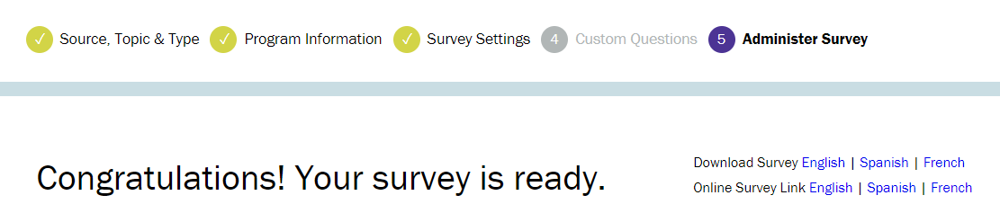 ✓ Source, Topic & Type ✓ Program Information ✓ Survey Settings 4 Custom Questions 5 Administer Survey
Congratulations! Your survey is ready.
Download Survey English | Spanish | French
Online Survey Link English | Spanish | French